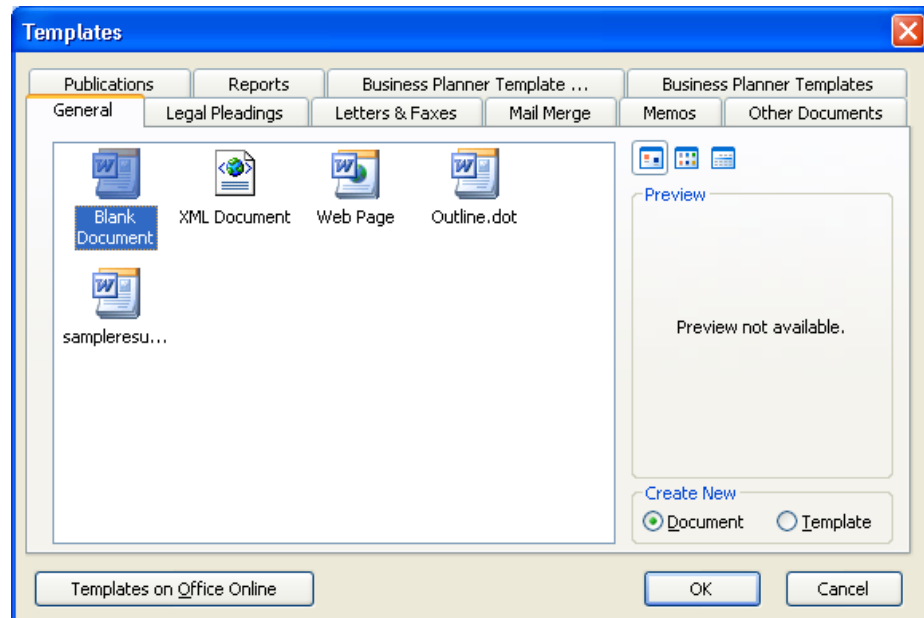 Templates
Publications Reports Business Planner Template ... Business Planner Templates
General Legal Pleadings Letters & Faxes Mail Merge Memos Other Documents
Blank Document
XML Document
Web Page
Outline.dot
sampleresu...
Preview
Preview not available.
Create New
Document Template
Templates on Office Online OK Cancel